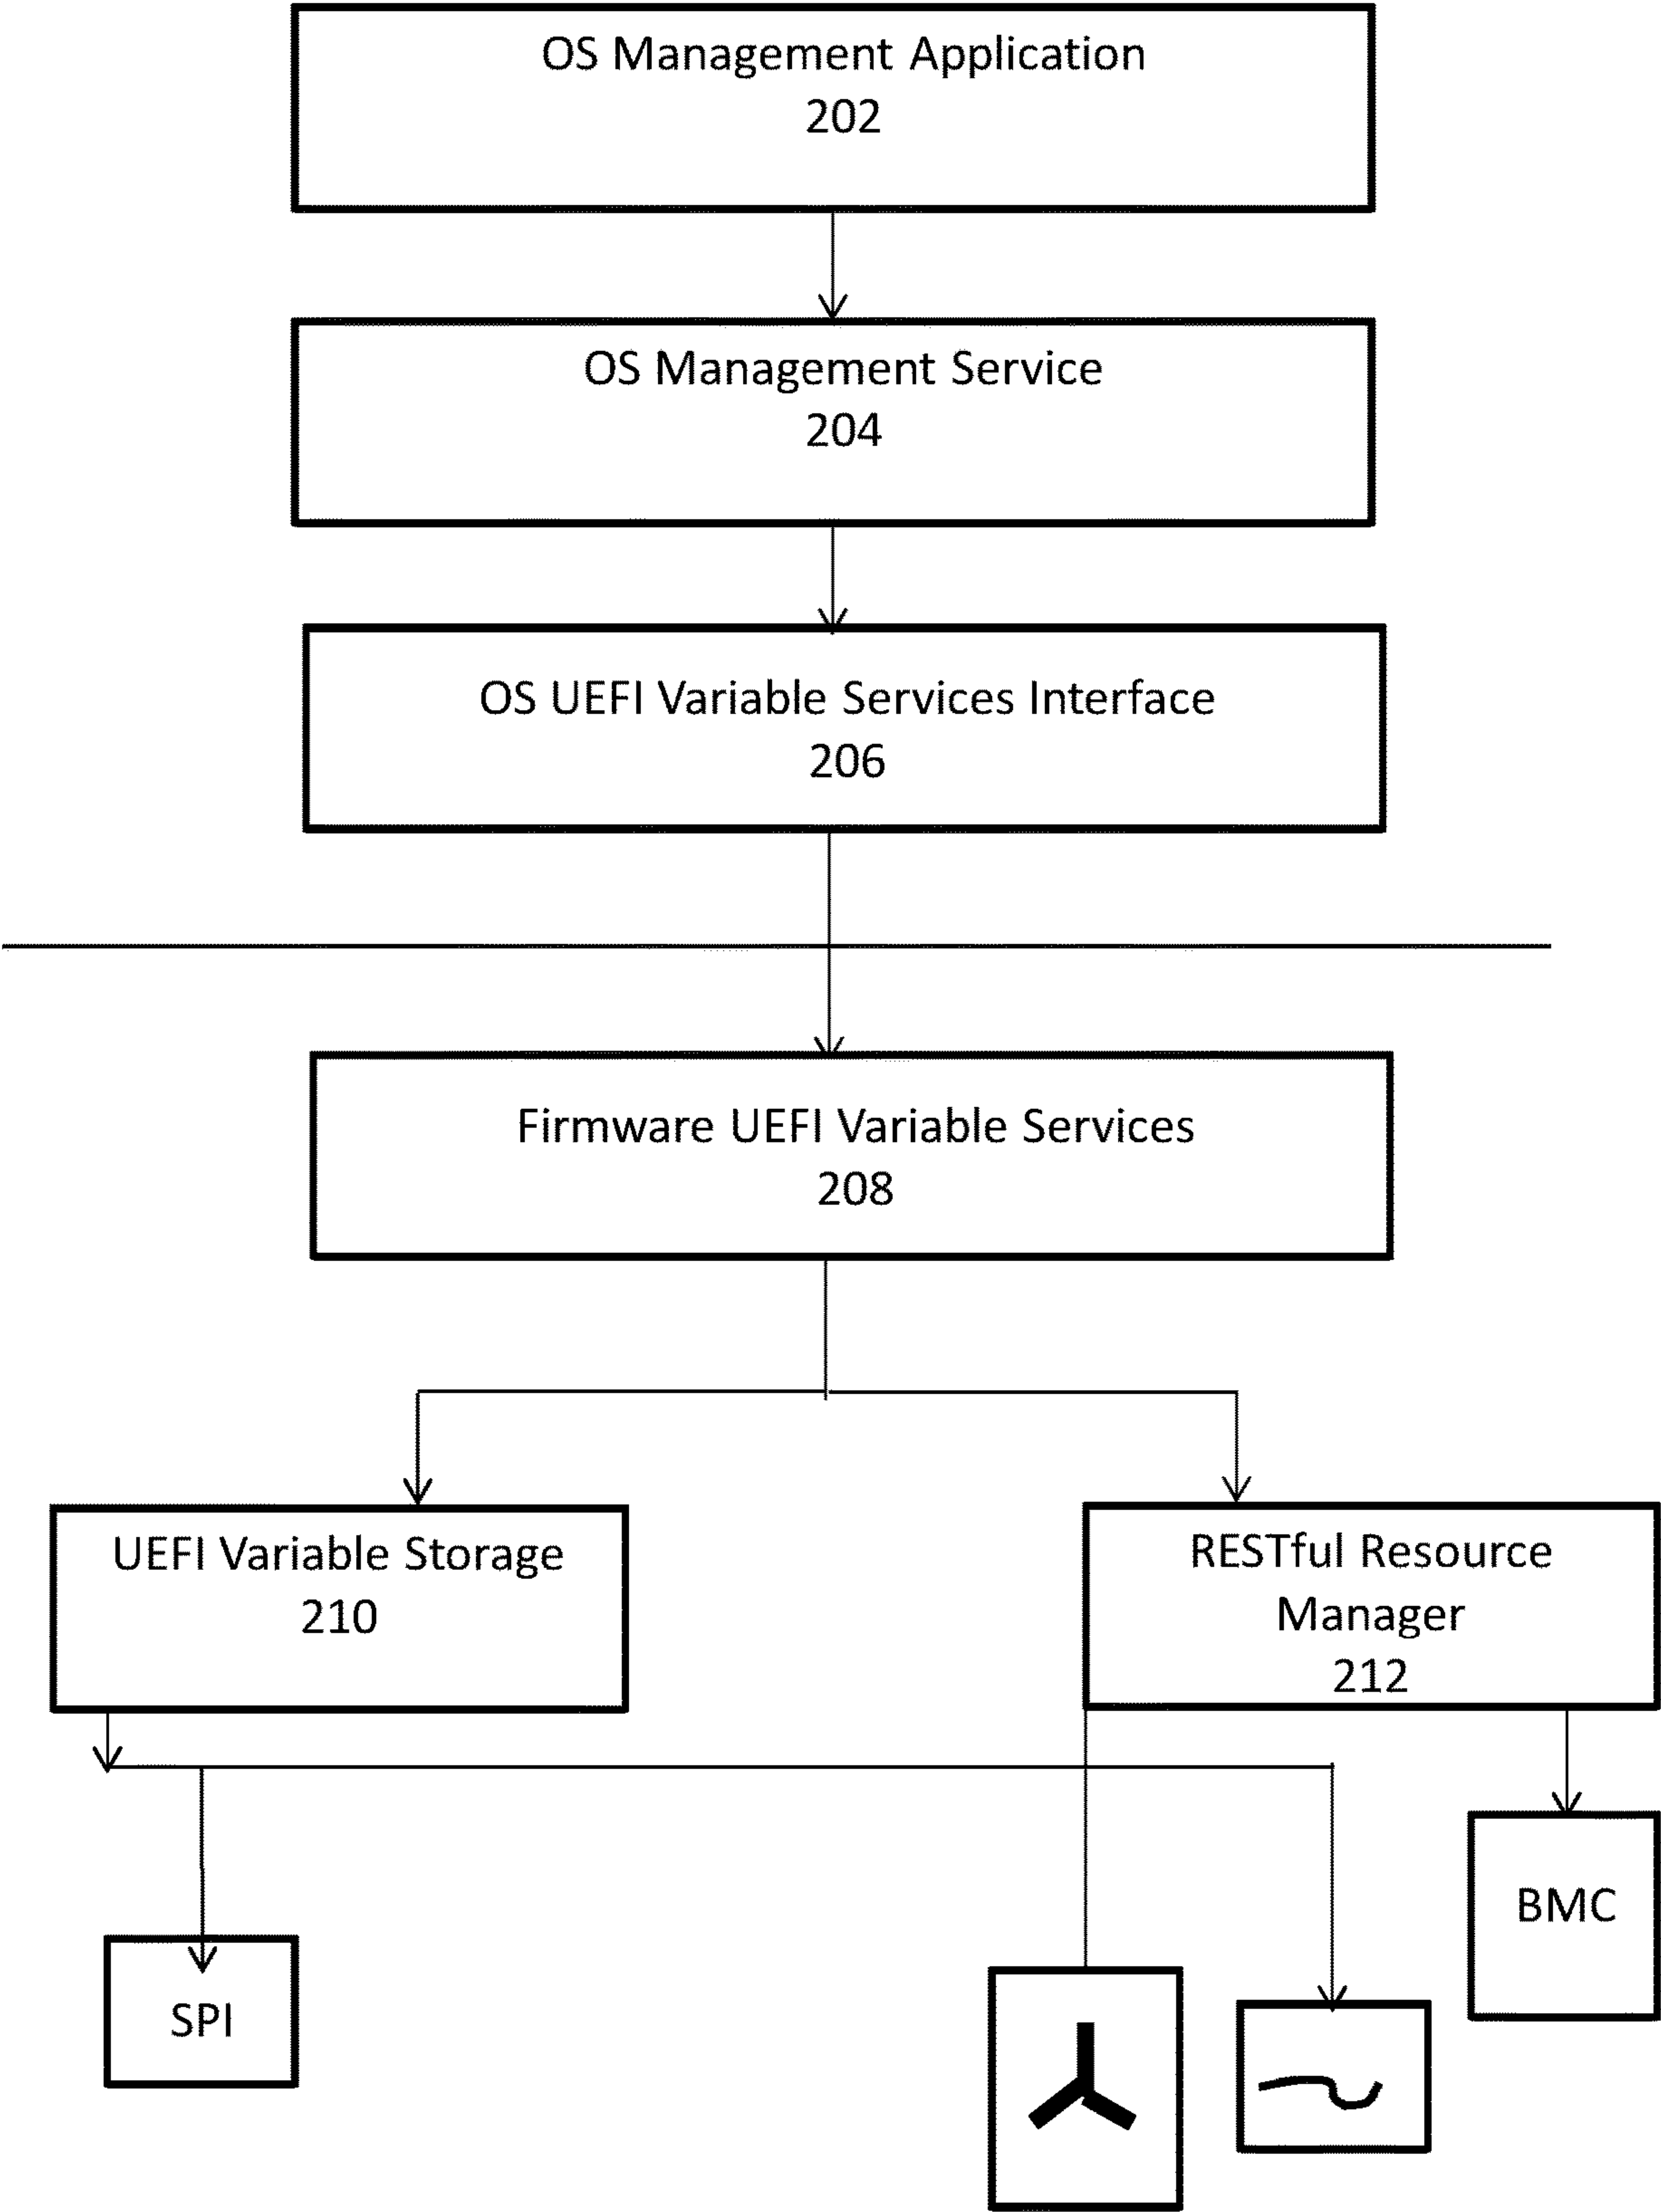 OS Management Application
202
OS Management Service
204
OS UEFI Variable Services Interface
206
Firmware UEFI Variable Services
208
UEFI Variable Storage
210
RESTful Resource
Manager
212
BMC
SPI